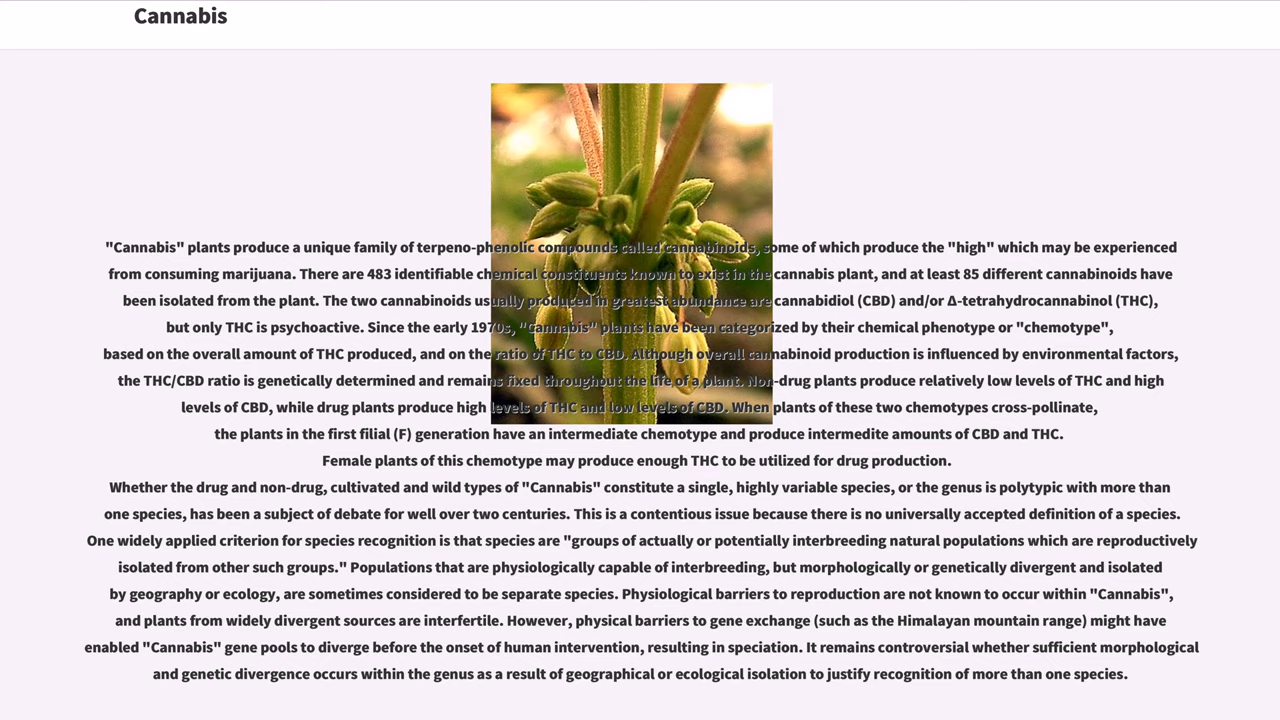 Cannabis
"Cannabis" plants produce a unique family of terpeno-phenolic compounds called cannabinoids, some of which produce the "high" which may be experienced
from consuming marijuana. There are 483 identifiable chemical constituents known to exist in the cannabis plant, and at least 85 different cannabinoids have
been isolated from the plant. The two cannabinoids usually produced in greatest abundance are cannabidiol (CBD) and/or Δ-tetrahydrocannabinol (THC),
but only THC is psychoactive. Since the early 1970s, "Cannabis" plants have been categorized by their chemical phenotype or "chemotype",
based on the overall amount of THC produced, and on the ratio of THC to CBD. Although overall cannabinoid production is influenced by environmental factors,
the THC/CBD ratio is genetically determined and remains fixed throughout the life of a plant. Non-drug plants produce relatively low levels of THC and high
levels of CBD, while drug plants produce high levels of THC and low levels of CBD. When plants of these two chemotypes cross-pollinate,
the plants in the first filial (F) generation have an intermediate chemotype and produce intermedite amounts of CBD and THC.
Female plants of this chemotype may produce enough THC to be utilized for drug production.
Whether the drug and non-drug, cultivated and wild types of "Cannabis" constitute a single, highly variable species, or the genus is polytypic with more than
one species, has been a subject of debate for well over two centuries. This is a contentious issue because there is no universally accepted definition of a species.
One widely applied criterion for species recognition is that species are "groups of actually or potentially interbreeding natural populations which are reproductively
isolated from other such groups." Populations that are physiologically capable of interbreeding, but morphologically or genetically divergent and isolated
by geography or ecology, are sometimes considered to be separate species. Physiological barriers to reproduction are not known to occur within "Cannabis",
and plants from widely divergent sources are interfertile. However, physical barriers to gene exchange (such as the Himalayan mountain range) might have
enabled "Cannabis" gene pools to diverge before the onset of human intervention, resulting in speciation. It remains controversial whether sufficient morphological
and genetic divergence occurs within the genus as a result of geographical or ecological isolation to justify recognition of more than one species.